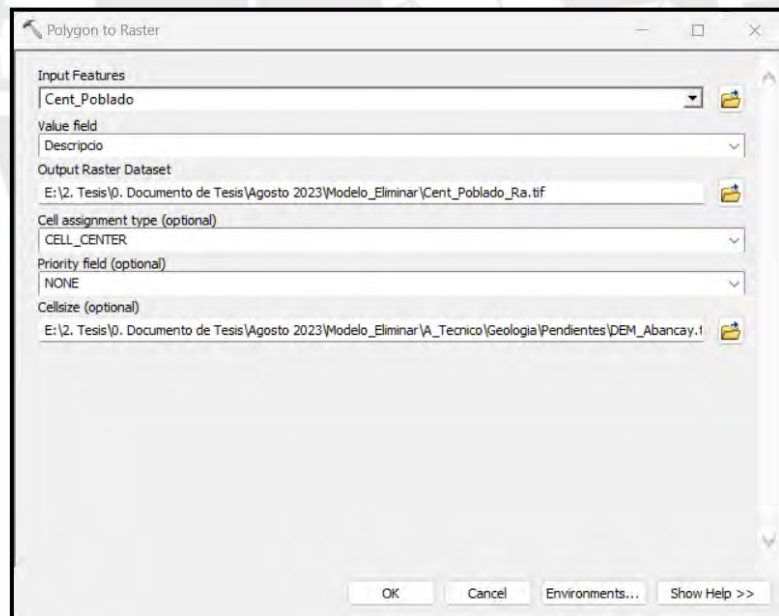 Polygon to Raster
Input Features
Cent_Poblado
Value field
Descripcio
Output Raster Dataset
E:\2. Tesis\0. Documento de Tesis\Agosto 2023\Modelo_Eliminar\Cent_Poblado_Ra.tif
Cell assignment type (optional)
CELL_CENTER
Priority field (optional)
NONE
Cellsize (optional)
E:\2. Tesis\0. Documento de Tesis\Agosto 2023\Modelo_Eliminar\A_Tecnico\Geologia\Pendientes\DEM_Abancay.t
OK Cancel Environments... Show Help >>